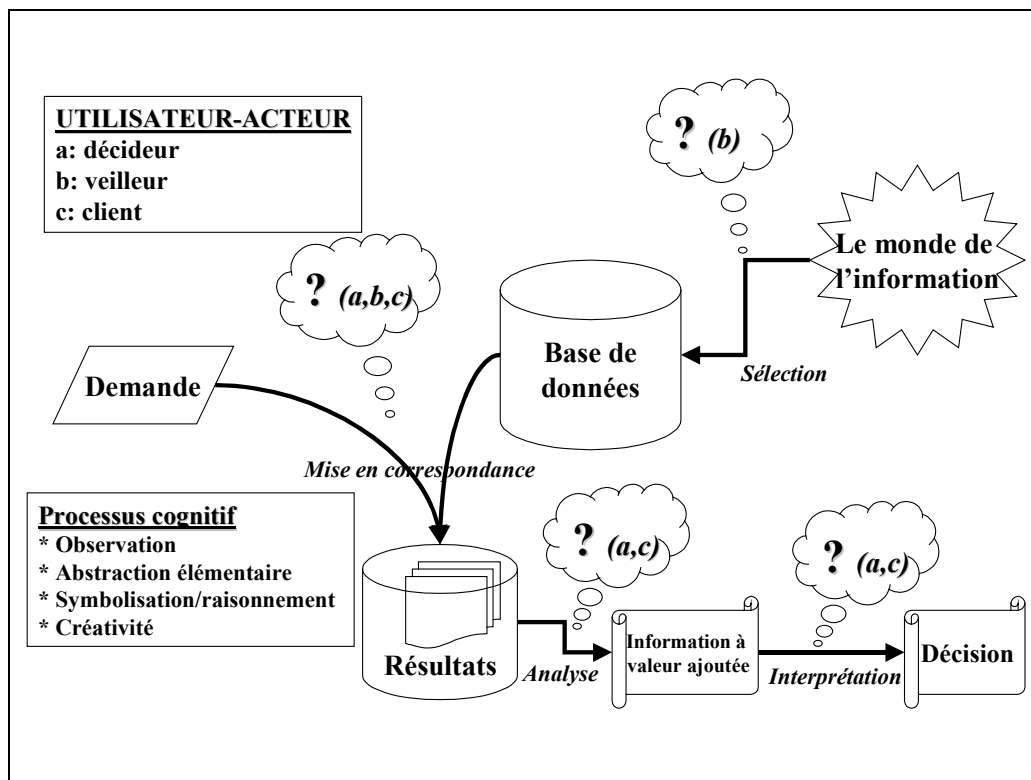 UTILISATEUR-ACTEUR
a: décideur
b: veilleur
c: client
? (b)
Le monde de
l’information
? (a,b,c)
Base de
données
Sélection
Demande
Mise en correspondance
Processus cognitif
* Observation
* Abstraction élémentaire
* Symbolisation/raisonnement
* Créativité
? (a,c)
? (a,c)
Résultats
Analyse
Information à
valeur ajoutée
Interprétation
Décision